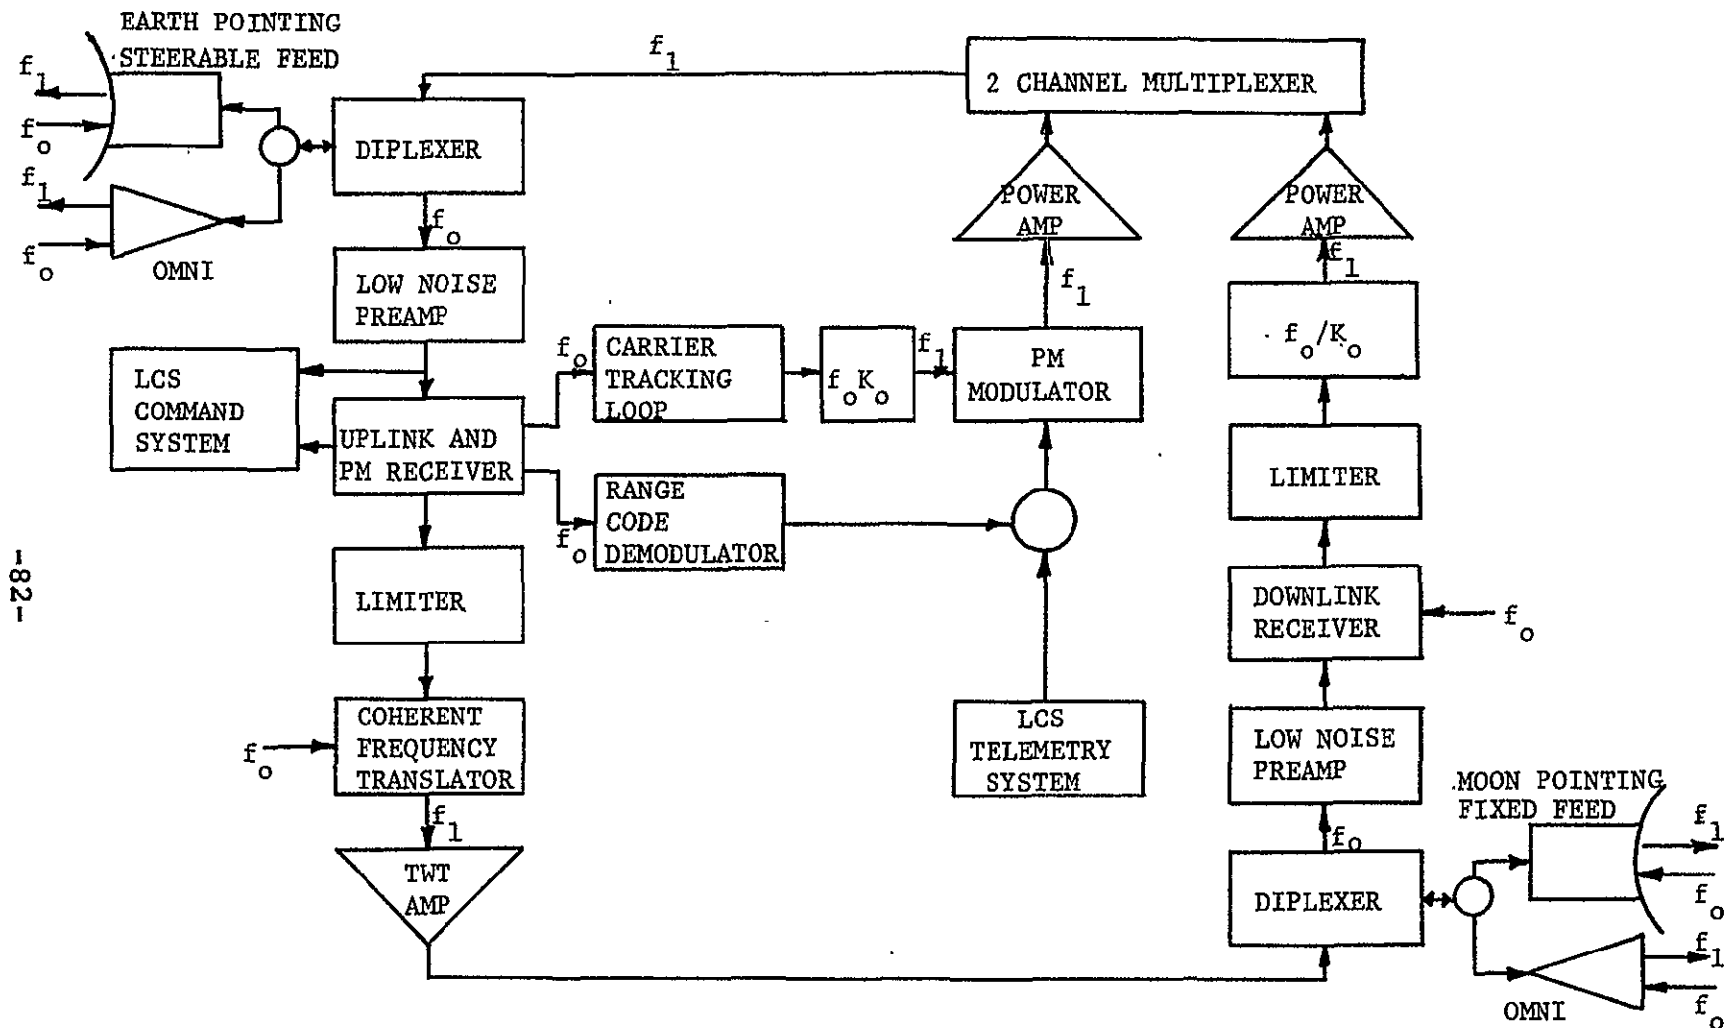 EARTH POINTING
STEERABLE FEED
f1
fo
f1
fo
OMNI
f1
DIPLEXER
fo
LOW NOISE
PREAMP
LCS
COMMAND
SYSTEM
UPLINK AND
PM RECEIVER
LIMITER
fo
COHERENT
FREQUENCY
TRANSLATOR
f1
TWT
AMP
fo
CARRIER
TRACKING
LOOP
foKo
f1
PM
MODULATOR
f1
fo
RANGE
CODE
DEMODULATOR
LCS
TELEMETRY
SYSTEM
2 CHANNEL MULTIPLEXER
POWER
AMP
POWER
AMP
f1
fo/Ko
LIMITER
DOWNLINK
RECEIVER
fo
LOW NOISE
PREAMP
fo
DIPLEXER
MOON POINTING
FIXED FEED
f1
fo
f1
fo
OMNI
-82-